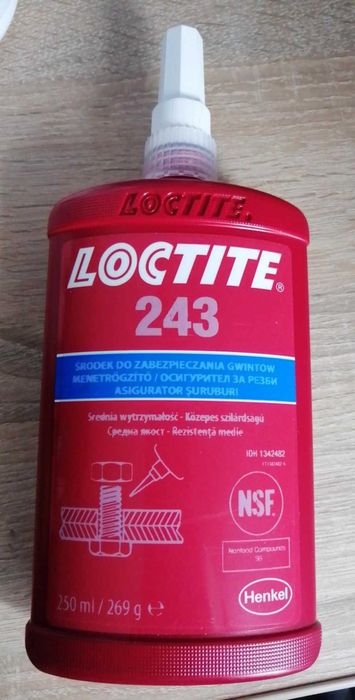 LOCTITE.
LOCTITE®
243
ŚRODEK DO ZABEZPIECZANIA GWINTÓW
MENETRÖGZÍTŐ / ОСИГУРИТЕЛ ЗА РЕЗБИ
ASIGURATOR ŞURUBURI
Średnia wytrzymałość - Közepes szilárdságú
Средна якост - Rezistenţă medie
IDH 1342482
NSF
Nonfood Compounds
250 ml / 269 g ℮
Henkel